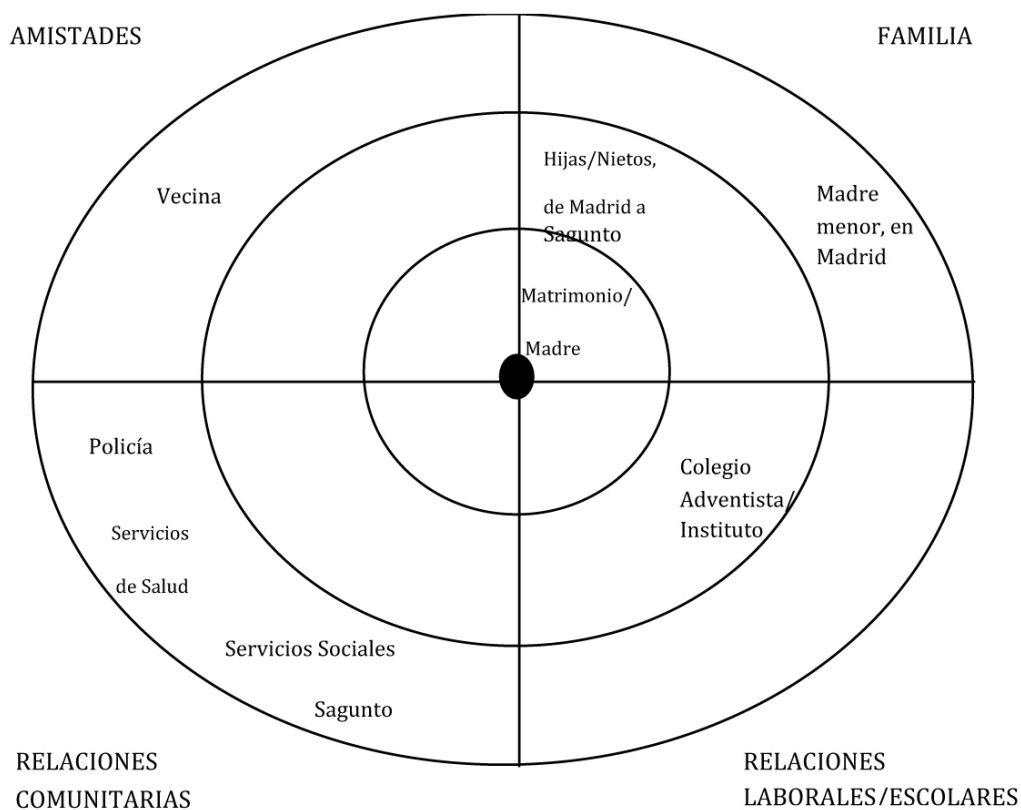 AMISTADES
FAMILIA
Vecina
Hijas/Nietos,
de Madrid a
Sagunto
Madre
menor, en
Madrid
Matrimonio/
Madre
Policía
Servicios
de Salud
Servicios Sociales
Sagunto
Colegio
Adventista/
Instituto
RELACIONES
COMUNITARIAS
RELACIONES
LABORALES/ESCOLARES